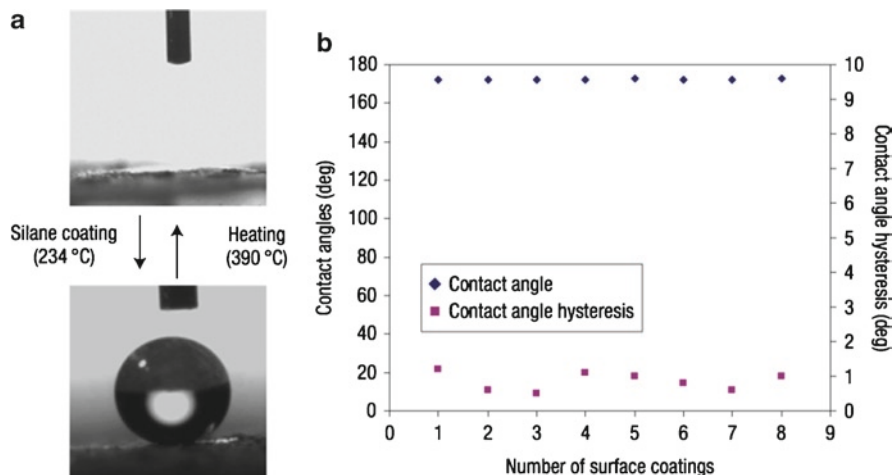 a
Silane coating
(234 °C)
Heating
(390 °C)
b
Contact angles (deg)
180
160
140
120
100
80
60
40
20
0
Contact angle
Contact angle hysteresis
10
9
8
7
6
5
4
3
2
1
0
Contact angle hysteresis (deg)
0 1 2 3 4 5 6 7 8 9
Number of surface coatings